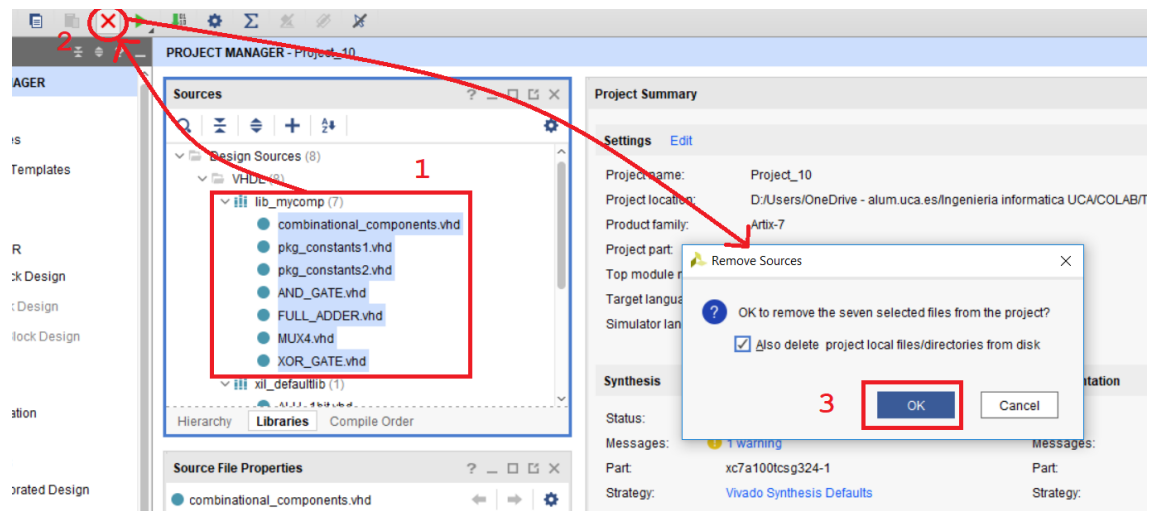 2
PROJECT MANAGER - Project_10
AGER
Sources
Design Sources (8)
VHDL (8)
1
lib_mycomp (7)
combinational_components.vhd
pkg_constants1.vhd
pkg_constants2.vhd
AND_GATE.vhd
FULL_ADDER.vhd
MUX4.vhd
XOR_GATE.vhd
xil_defaultlib (1)
Hierarchy Libraries Compile Order
Source File Properties
combinational_components.vhd
es
Templates
R
ck Design
Design
Block Design
ation
orated Design
Project Summary
Settings Edit
Project name: Project_10
Project location: D:/Users/OneDrive - alum.uca.es/Ingenieria informatica UCA/COLAB/T
Product family: Artix-7
Project part:
Top module n
Target langua
Simulator lan
Remove Sources
OK to remove the seven selected files from the project?
Also delete project local files/directories from disk
3
OK Cancel
Synthesis
ntation
Status:
Messages: 1 warning
Messages:
Part: xc7a100tcsg324-1
Part:
Strategy: Vivado Synthesis Defaults
Strategy: